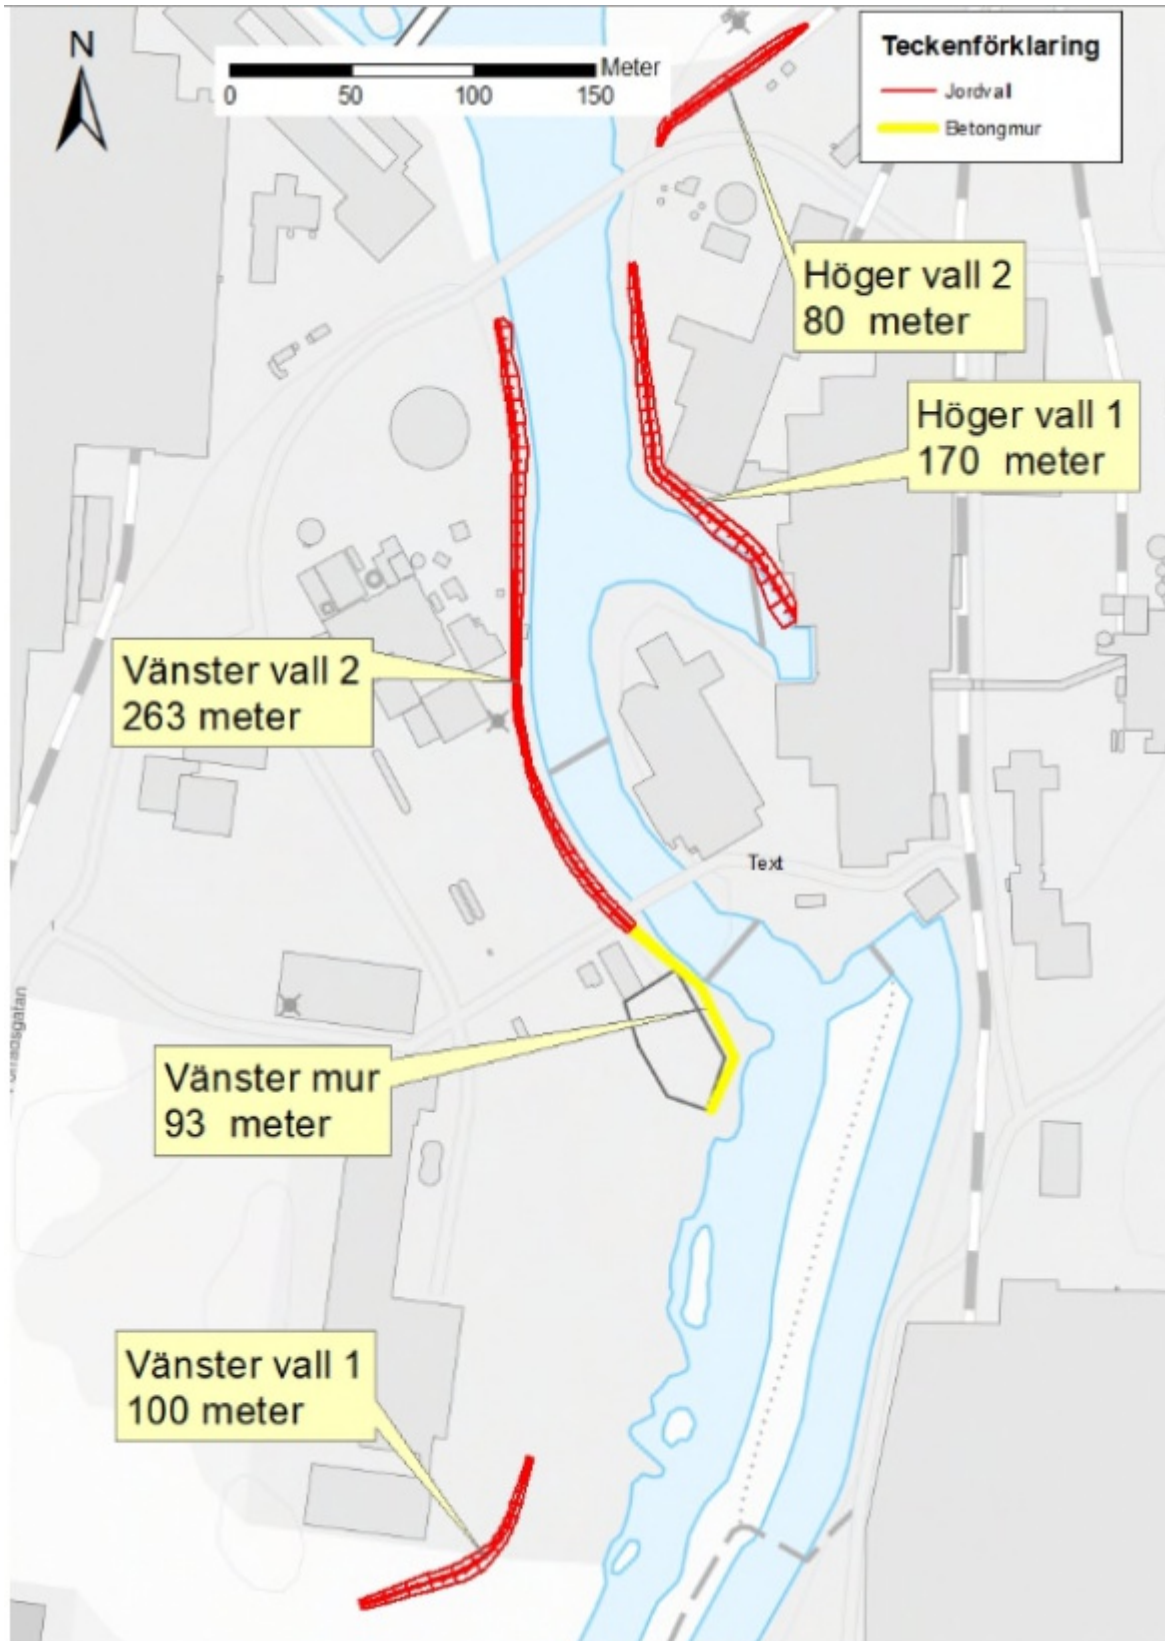 N
Meter
0 50 100 150
Teckenförklaring
Jordvall
Betongmur
Höger vall 2
80 meter
Höger vall 1
170 meter
Vänster vall 2
263 meter
Text
Vänster mur
93 meter
Vänster vall 1
100 meter